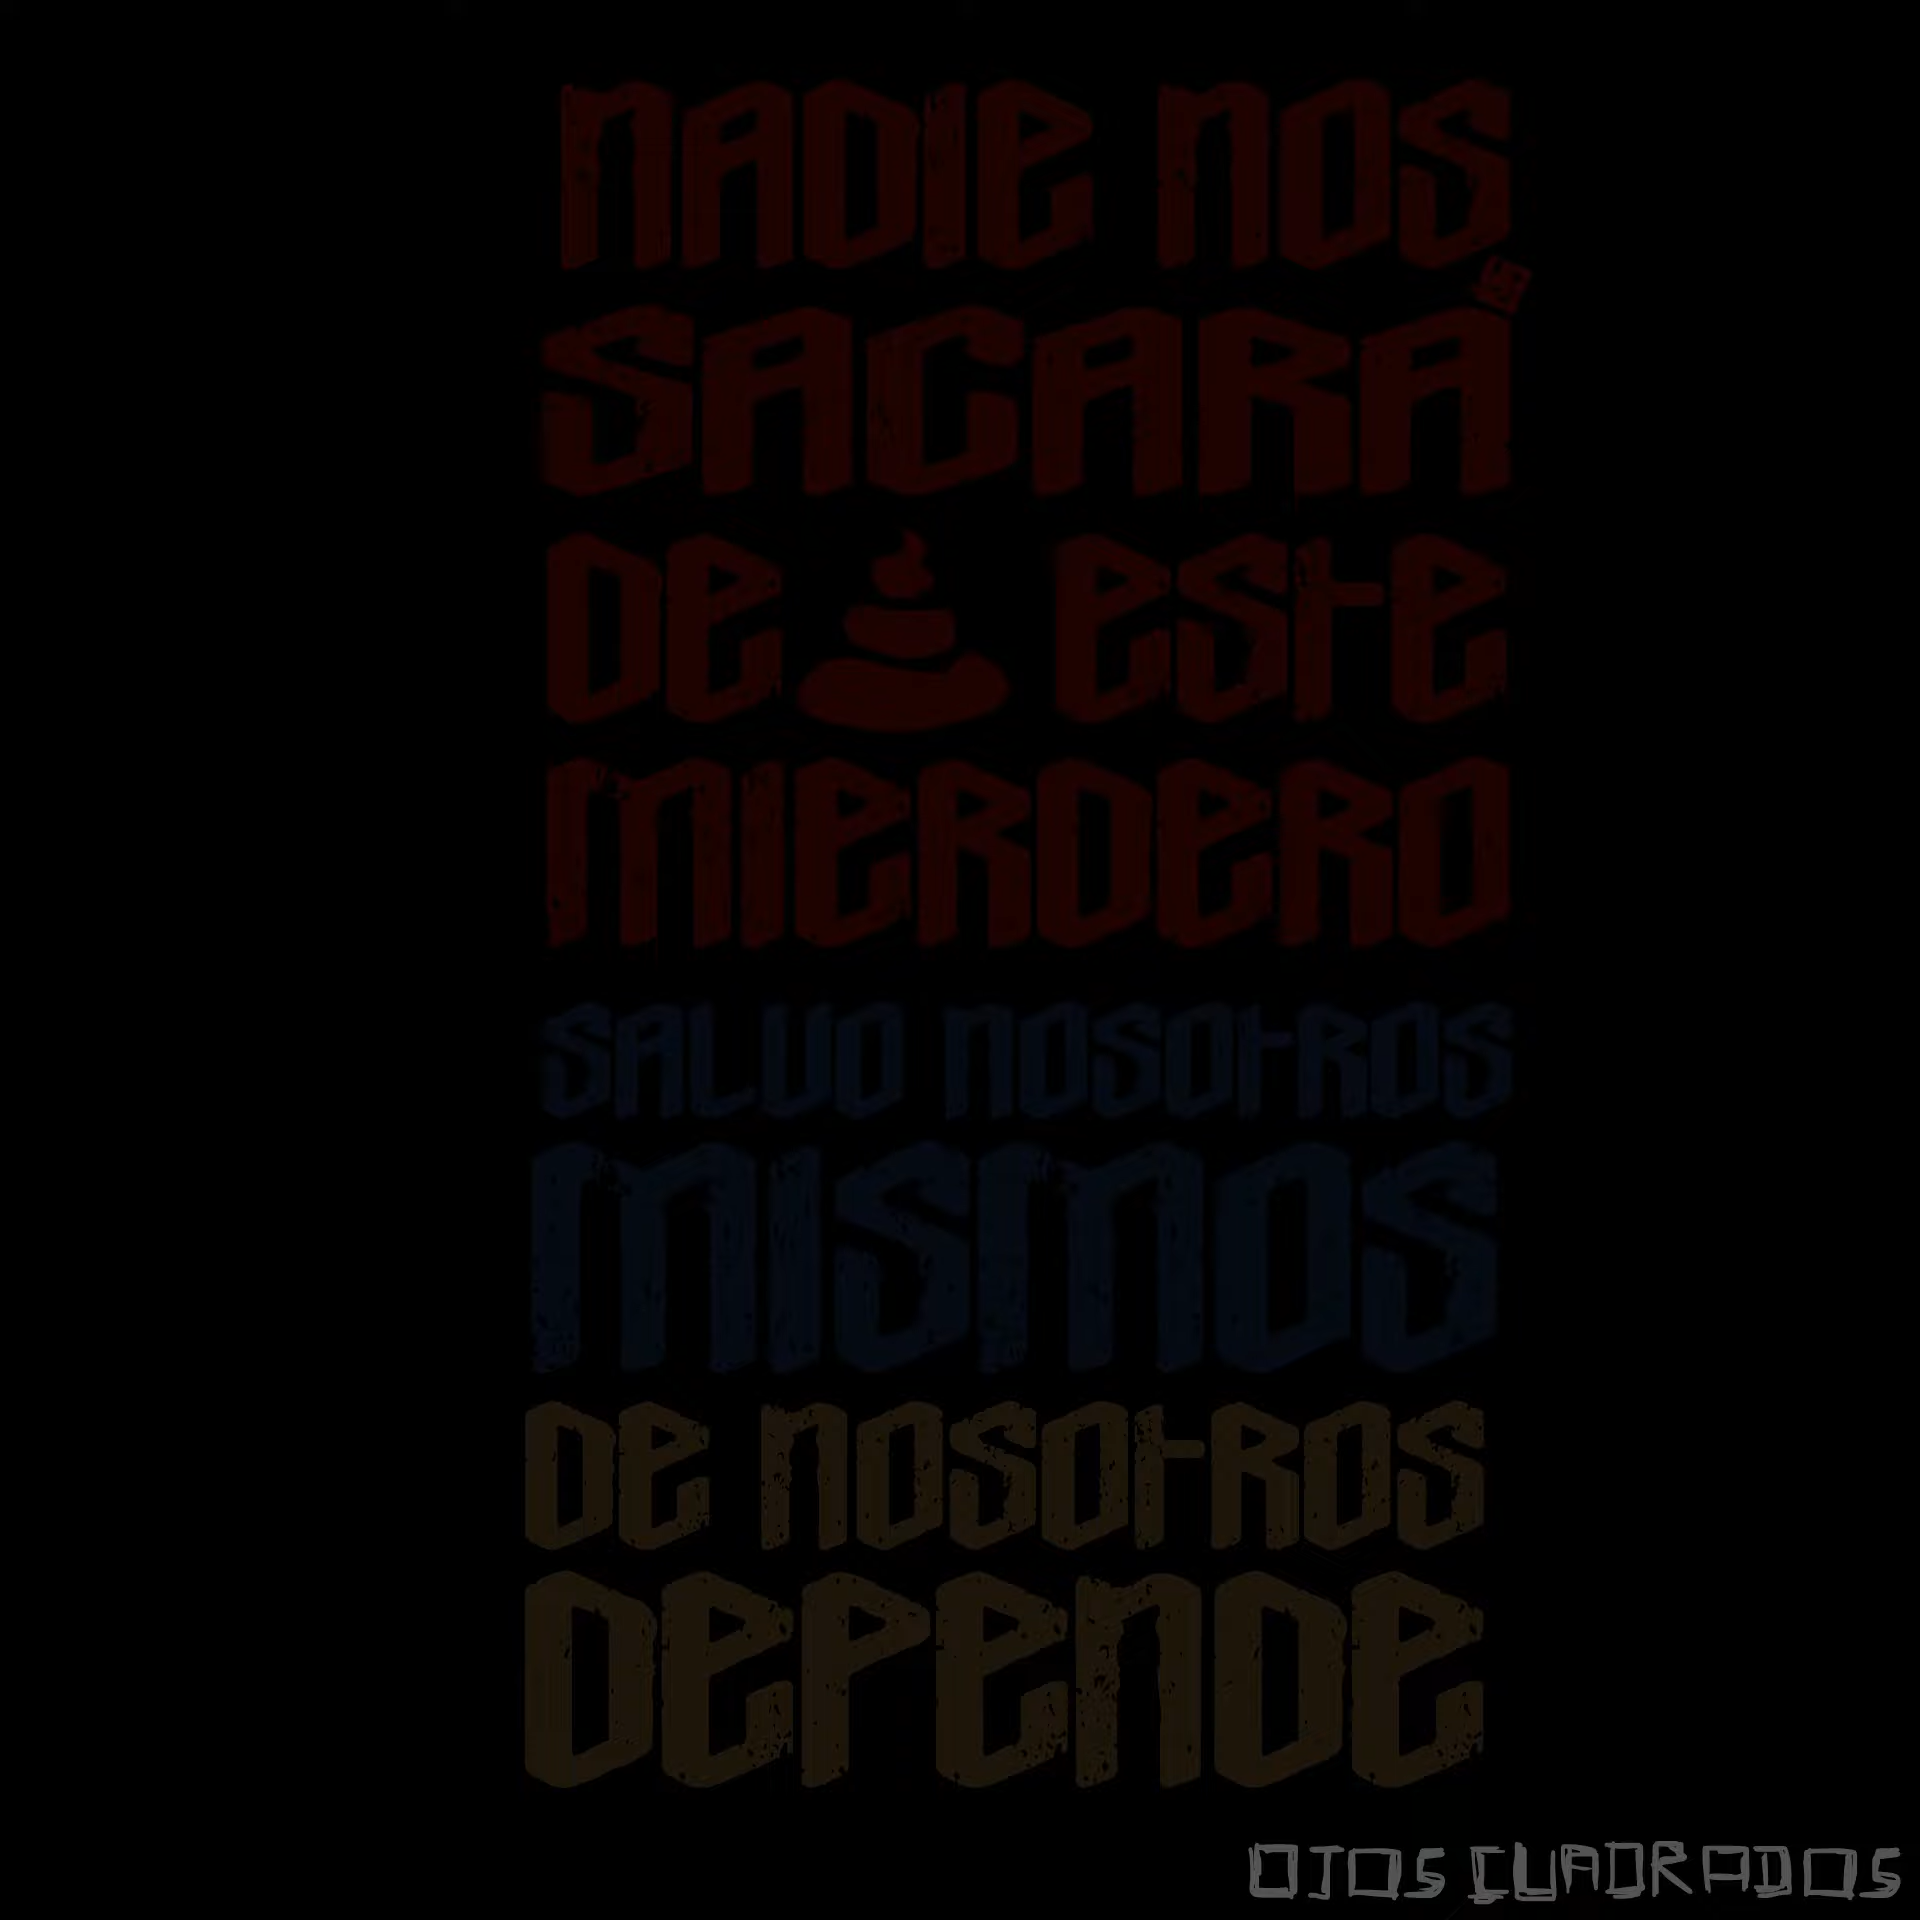 NADIE NOS
SACARÁ
DE ESTE
MIERDERO
SALVO NOSOTROS
MISMOS
DE NOSOTROS
DEPENDE
OJOS CUADRADOS